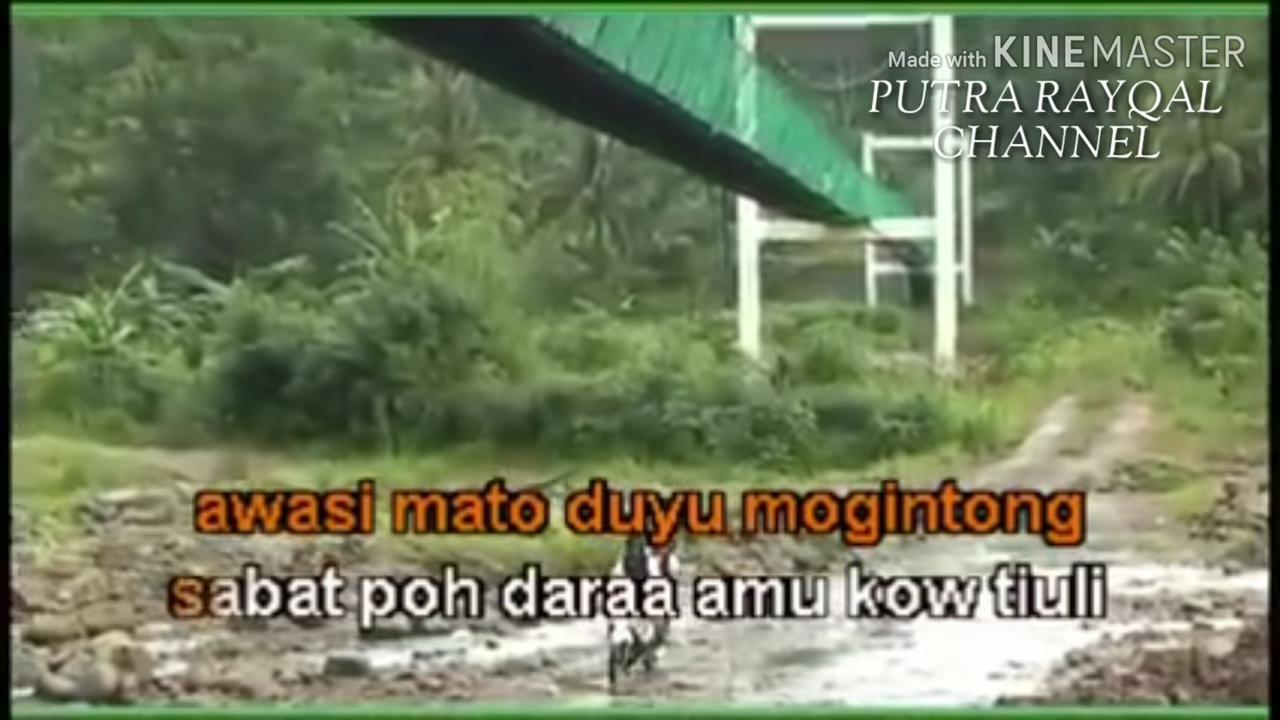 Made with KINEMASTER
PUTRA RAYQAL
CHANNEL
awasi mato duyu mogintong
sabat poh daraa amu kow tiuli